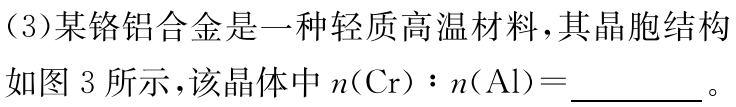 (3)某铬铝合金是一种轻质高温材料,其晶胞结构
如图 3 所示,该晶体中 n(Cr)∶n(Al)=________。